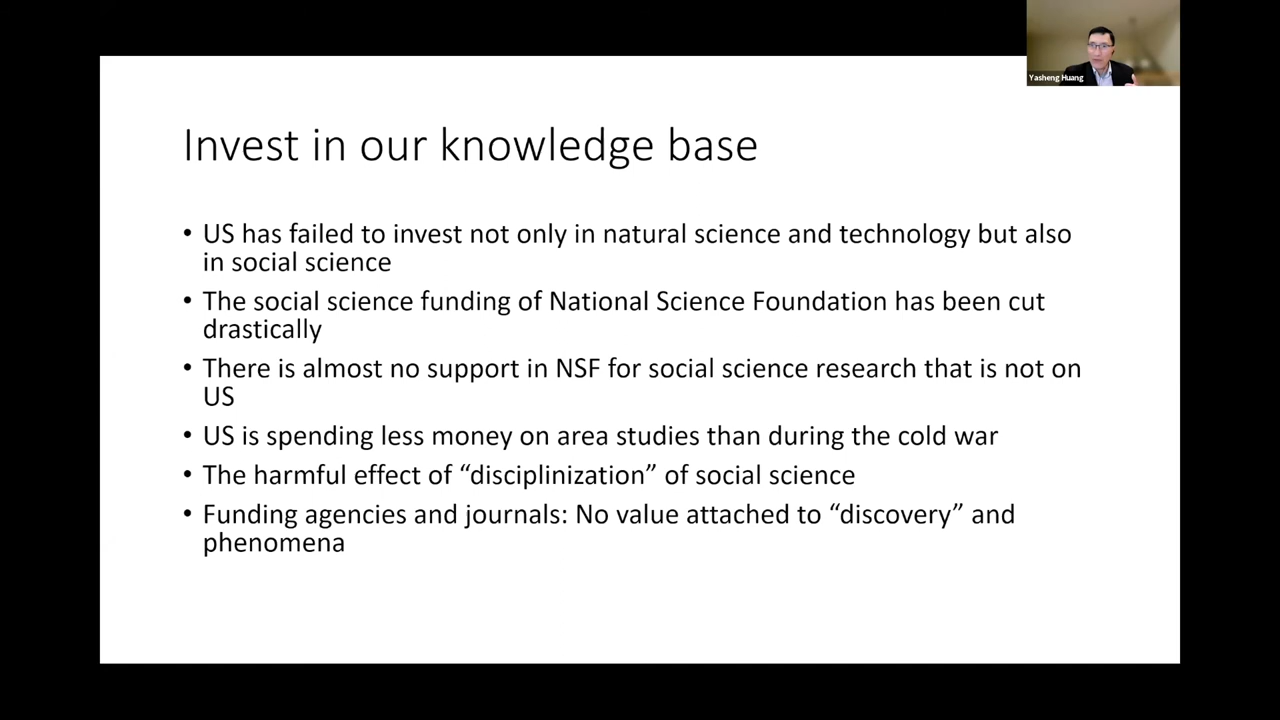 Yasheng Huang
Invest in our knowledge base
• US has failed to invest not only in natural science and technology but also
in social science
• The social science funding of National Science Foundation has been cut
drastically
• There is almost no support in NSF for social science research that is not on
US
• US is spending less money on area studies than during the cold war
• The harmful effect of “disciplinization” of social science
• Funding agencies and journals: No value attached to “discovery” and
phenomena